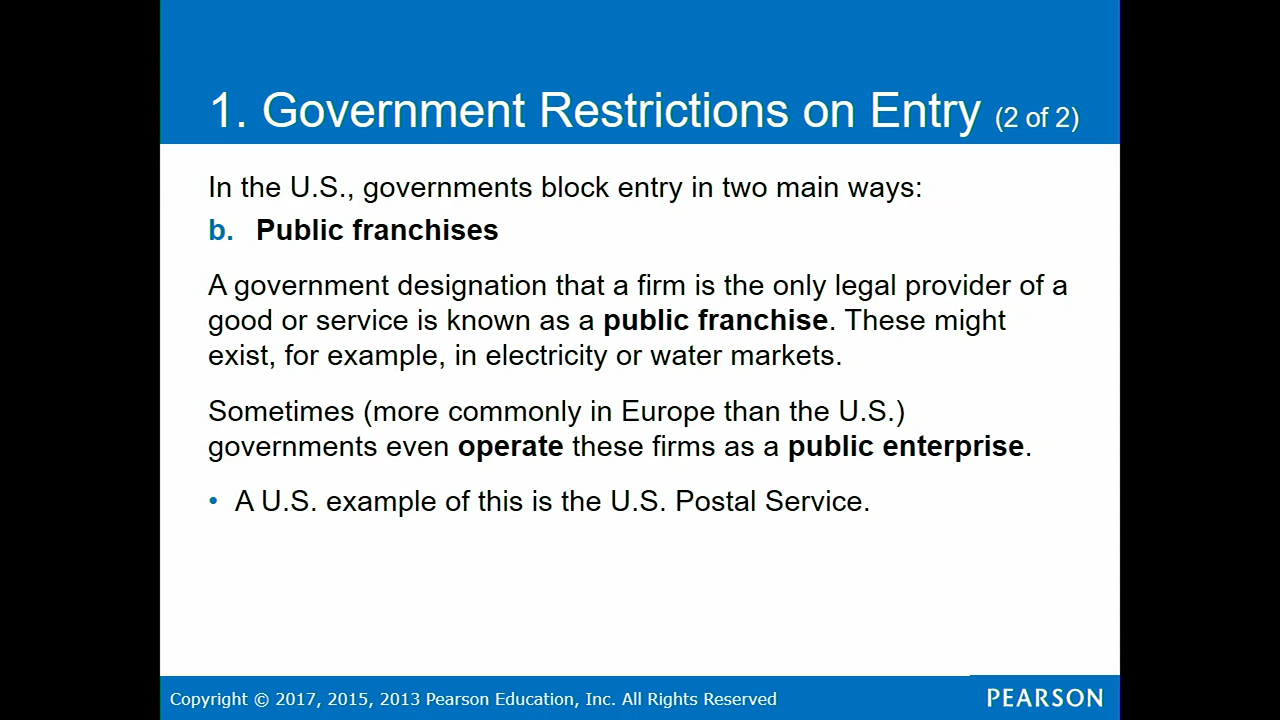 1. Government Restrictions on Entry (2 of 2)
In the U.S., governments block entry in two main ways:
b. Public franchises
A government designation that a firm is the only legal provider of a
good or service is known as a public franchise. These might
exist, for example, in electricity or water markets.
Sometimes (more commonly in Europe than the U.S.)
governments even operate these firms as a public enterprise.
• A U.S. example of this is the U.S. Postal Service.
Copyright © 2017, 2015, 2013 Pearson Education, Inc. All Rights Reserved
PEARSON